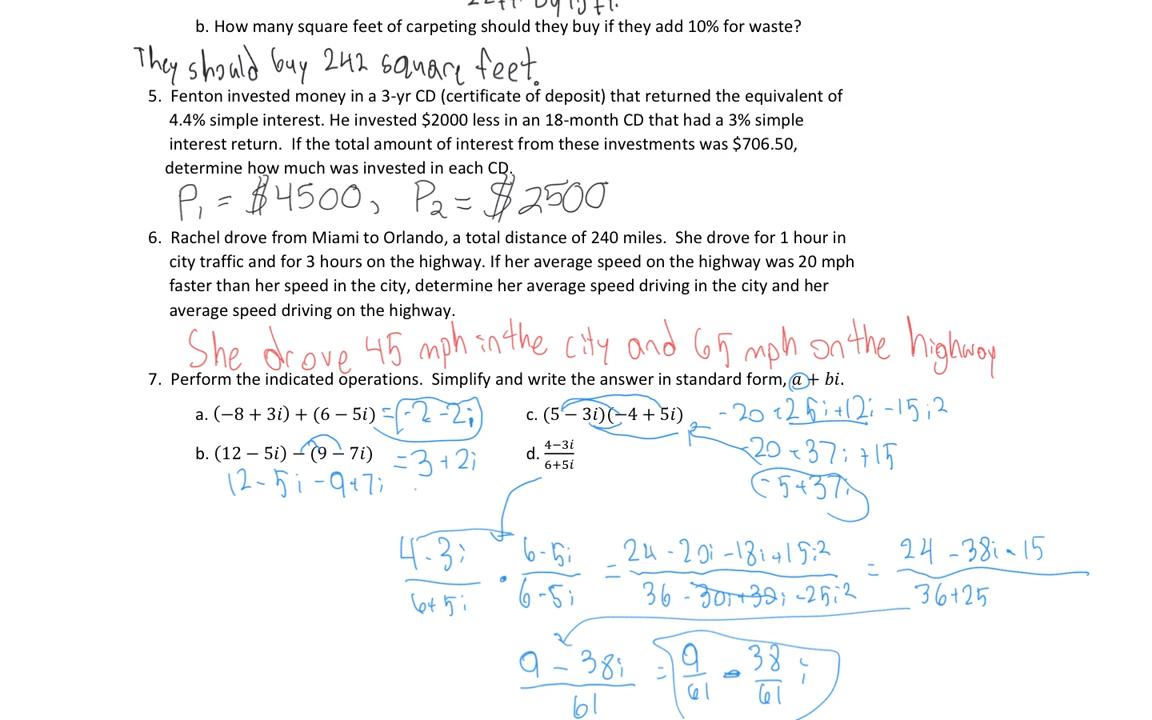 22ft. by 15ft.
b. How many square feet of carpeting should they buy if they add 10% for waste?
They should buy 242 square feet.
5. Fenton invested money in a 3-yr CD (certificate of deposit) that returned the equivalent of
4.4% simple interest. He invested $2000 less in an 18-month CD that had a 3% simple
interest return. If the total amount of interest from these investments was $706.50,
determine how much was invested in each CD.
P₁ = $4500, P₂ = $2500
6. Rachel drove from Miami to Orlando, a total distance of 240 miles. She drove for 1 hour in
city traffic and for 3 hours on the highway. If her average speed on the highway was 20 mph
faster than her speed in the city, determine her average speed driving in the city and her
average speed driving on the highway.
She drove 45 mph in the city and 65 mph on the highway
7. Perform the indicated operations. Simplify and write the answer in standard form, a + bi.
a. (−8 + 3i) + (6 − 5i) = -2 -2i
c. (5 − 3i)(−4 + 5i) -20 + 25i + 12i - 15i²
b. (12 − 5i) − (9 − 7i) = 3 + 2i
12 - 5i - 9 + 7i
d. (4−3i)/(6+5i)
-20 + 37i + 15
-5 + 37i
(4-3i)/(6+5i) · (6-5i)/(6-5i) = (24 - 20i - 18i + 15i²)/(36 - 30i + 30i - 25i²) = (24 - 38i - 15)/(36 + 25)
(9 - 38i)/61 = 9/61 - 38/61 i